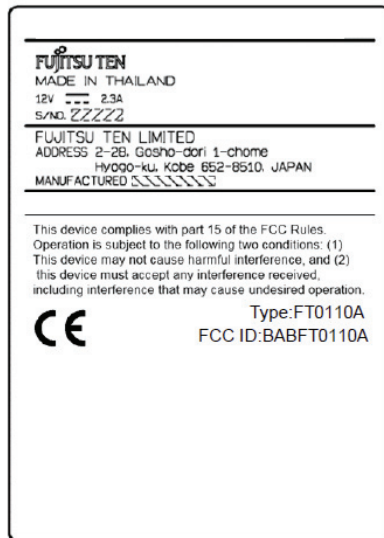 FUJITSU TEN
MADE IN THAILAND
12V 2.3A
S/NO. ZZZZZ
FUJITSU TEN LIMITED
ADDRESS 2-28, Gosho-dori 1-chome
Hyogo-ku, Kobe 652-8510, JAPAN
MANUFACTURED
This device complies with part 15 of the FCC Rules.
Operation is subject to the following two conditions: (1)
This device may not cause harmful interference, and (2)
this device must accept any interference received,
including interference that may cause undesired operation.
CE
Type:FT0110A
FCC ID:BABFT0110A